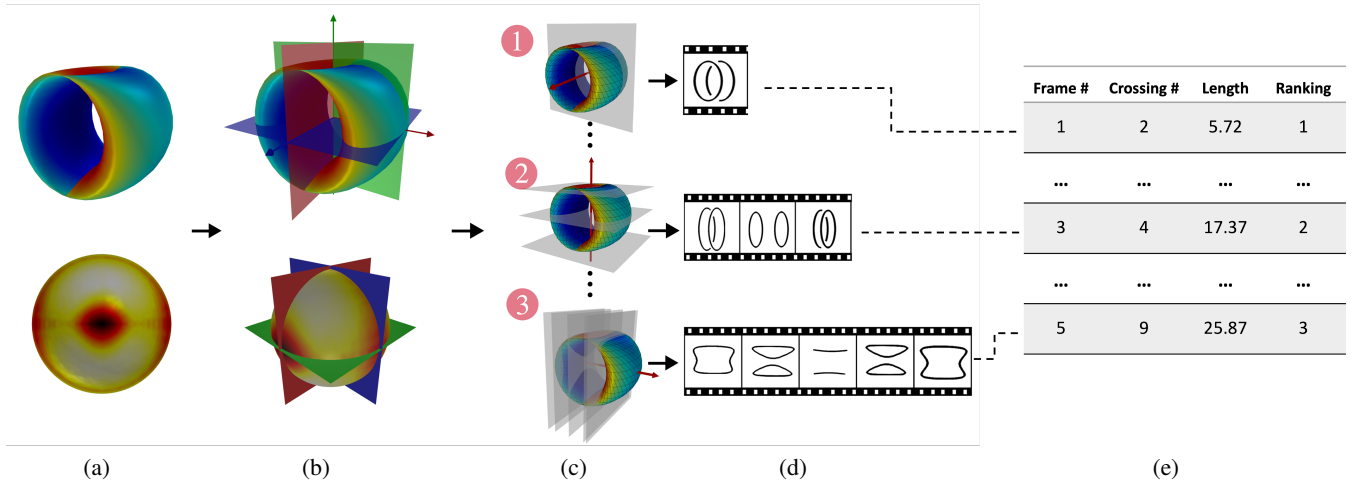 1
2
3
Frame # Crossing # Length Ranking
1 2 5.72 1
... ... ... ...
3 4 17.37 2
... ... ... ...
5 9 25.87 3
(a) (b) (c) (d) (e)